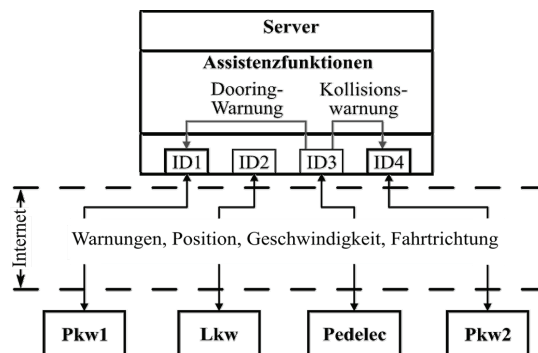 Server
Assistenzfunktionen
Dooring-
Warnung
Kollisions-
warnung
ID1 ID2 ID3 ID4
Internet
Warnungen, Position, Geschwindigkeit, Fahrtrichtung
Pkw1 Lkw Pedelec Pkw2